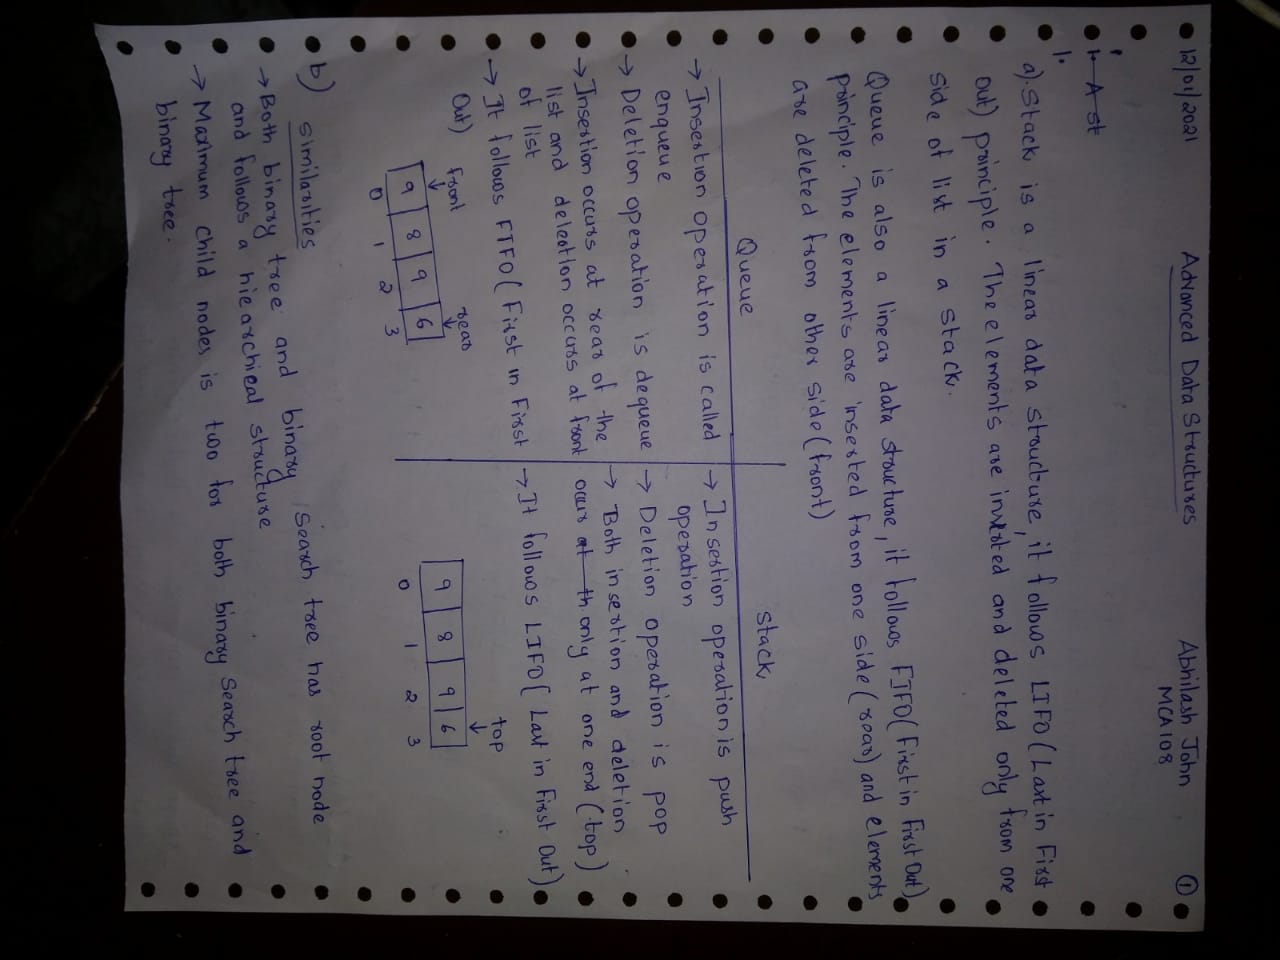 12/01/2021 Advanced Data Structures Abhilash John ①
MCA108
1. A st
1.
a) Stack is a linear data structure, it follows LIFO (Last in First
out) principle. The elements are inserted and deleted only from one
side of list in a stack.
Queue is also a linear data structure, it follows FIFO (First in First Out)
principle. The elements are inserted from one side (rear) and elements
are deleted from other side (front)
Queue
→ Insertion operation is called
enqueue
→ Deletion operation is dequeue
→ Insertion occurs at rear of the
list and deleotion occurs at front
of list
→ It follows FIFO (First in First
Out)
front rear
9 8 9 6
0 1 2 3
Stack
→ Insertion operation is push
operation
→ Deletion operation is pop
→ Both insertion and deletion
occur at th only at one end (top)
→ It follows LIFO (Last in First Out)
top
9 8 9 6
0 1 2 3
b) Similarities
→ Both binary tree and binary search tree has root node
and follows a hiearchical structure
→ Maximum child nodes is two for both binary search tree and
binary tree.